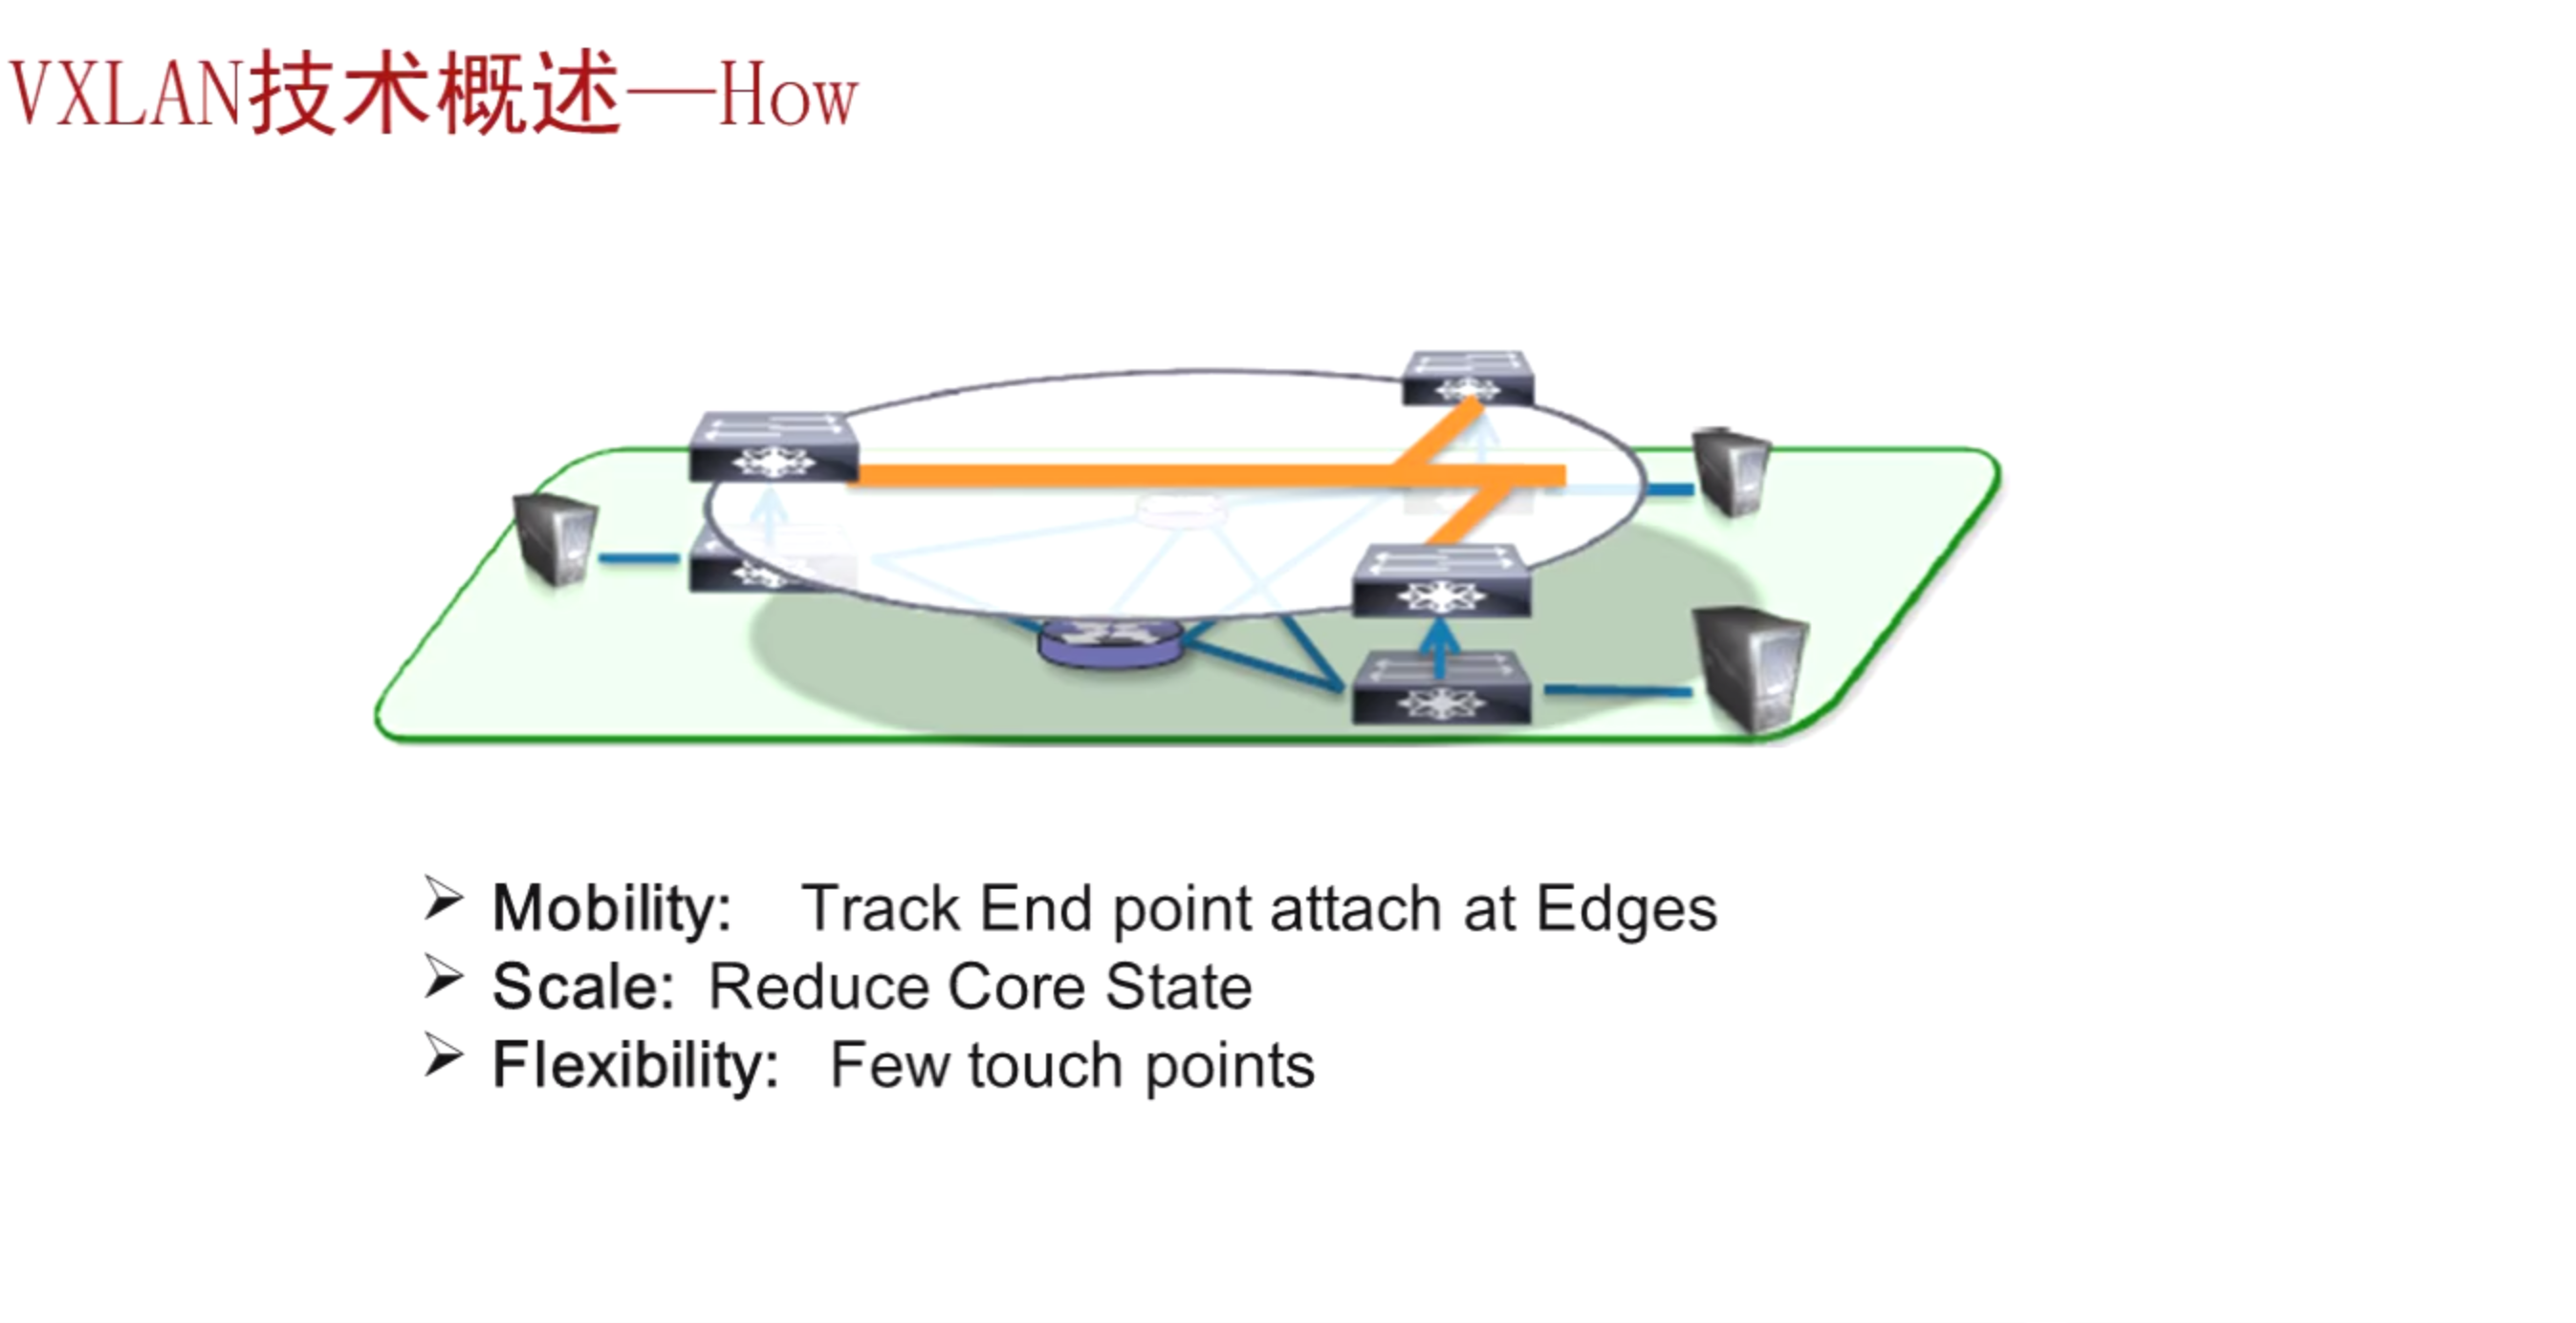 VXLAN技术概述—How
Mobility: Track End point attach at Edges
Scale: Reduce Core State
Flexibility: Few touch points